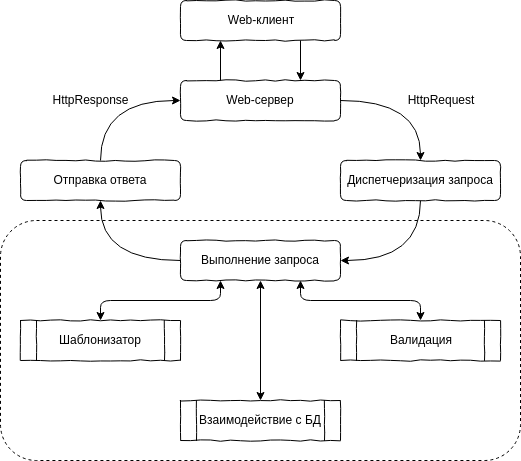 Web-клиент
HttpResponse
Web-сервер
HttpRequest
Отправка ответа
Диспетчеризация запроса
Выполнение запроса
Шаблонизатор
Валидация
Взаимодействие с БД